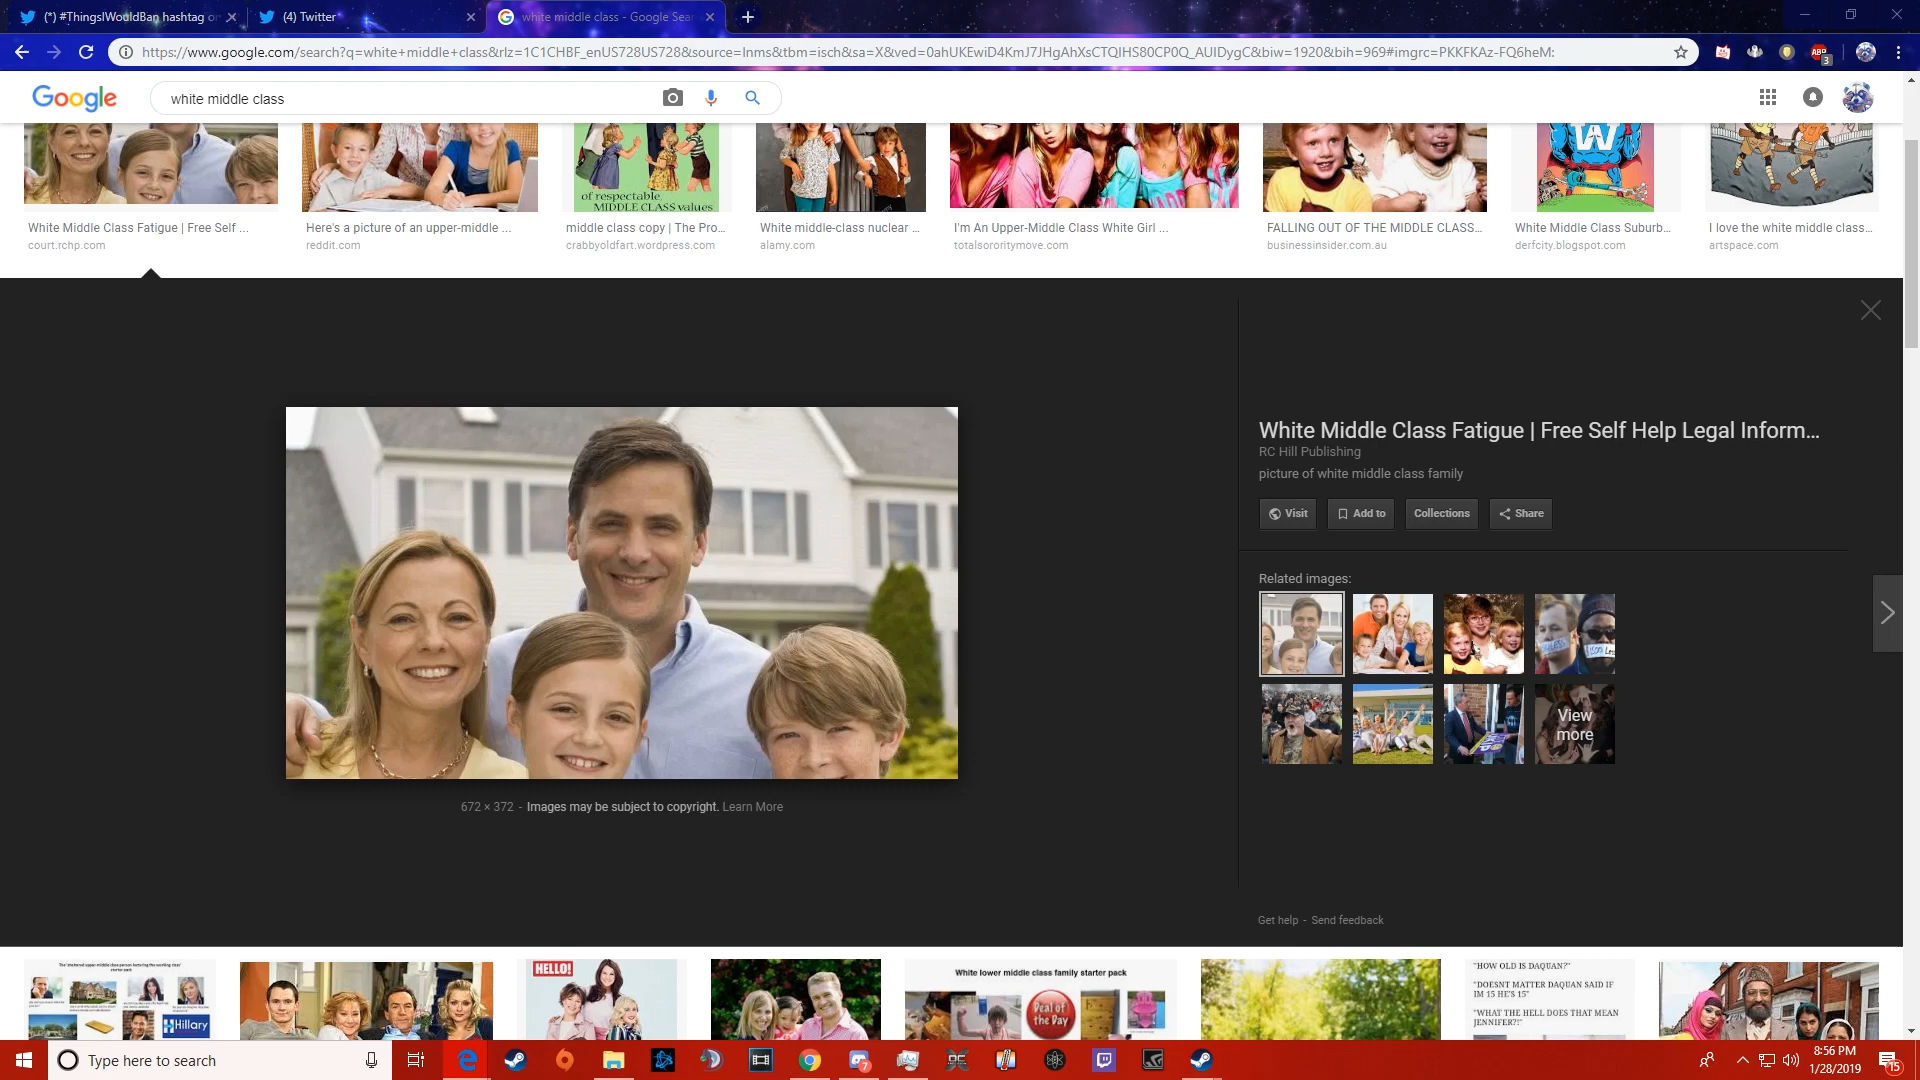 (*) #ThingsIWouldBan hashtag on
(4) Twitter
white middle class - Google Sear
https://www.google.com/search?q=white+middle+class&rlz=1C1CHBF_enUS728US728&source=lnms&tbm=isch&sa=X&ved=0ahUKEwiD4KmJ7JHgAhXsCTQIHS80CP0Q_AUIDygC&biw=1920&bih=969#imgrc=PKKFKAz-FQ6heM:
ABP
3
Google
white middle class
of respectable,
MIDDLE CLASS values
W
White Middle Class Fatigue | Free Self ...
court.rchp.com
Here's a picture of an upper-middle ...
reddit.com
middle class copy | The Pro...
crabbyoldfart.wordpress.com
White middle-class nuclear ...
alamy.com
I'm An Upper-Middle Class White Girl ...
totalsororitymove.com
FALLING OUT OF THE MIDDLE CLASS...
businessinsider.com.au
White Middle Class Suburb...
derfcity.blogspot.com
I love the white middle class...
artspace.com
White Middle Class Fatigue | Free Self Help Legal Inform...
RC Hill Publishing
picture of white middle class family
Visit
Add to
Collections
Share
Related images:
View
more
672 × 372 - Images may be subject to copyright. Learn More
Get help - Send feedback
starter pack
Hillary
HELLO!
White lower middle class family starter pack
Deal of
the Day
"HOW OLD IS DAQUAN?"
"DOESNT MATTER DAQUAN SAID IF
IM 15 HE'S 15"
"WHAT THE HELL DOES THAT MEAN
JENNIFER?!"
Type here to search
7
8:56 PM
1/28/2019
15